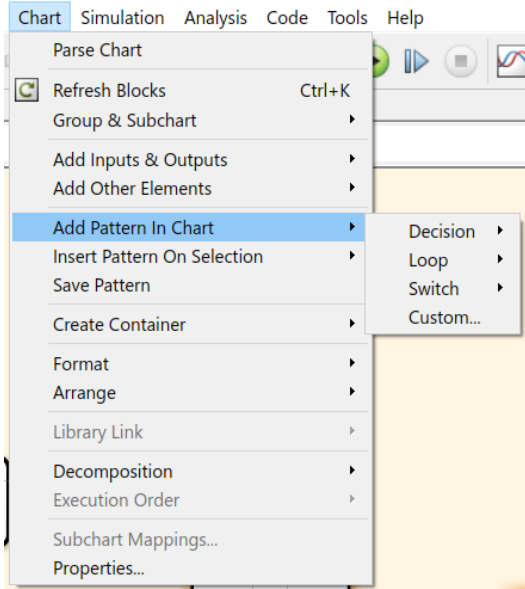 Chart Simulation Analysis Code Tools Help
Parse Chart
C Refresh Blocks Ctrl+K
Group & Subchart
Add Inputs & Outputs
Add Other Elements
Add Pattern In Chart
Decision
Insert Pattern On Selection
Loop
Save Pattern
Switch
Custom...
Create Container
Format
Arrange
Library Link
Decomposition
Execution Order
Subchart Mappings...
Properties...